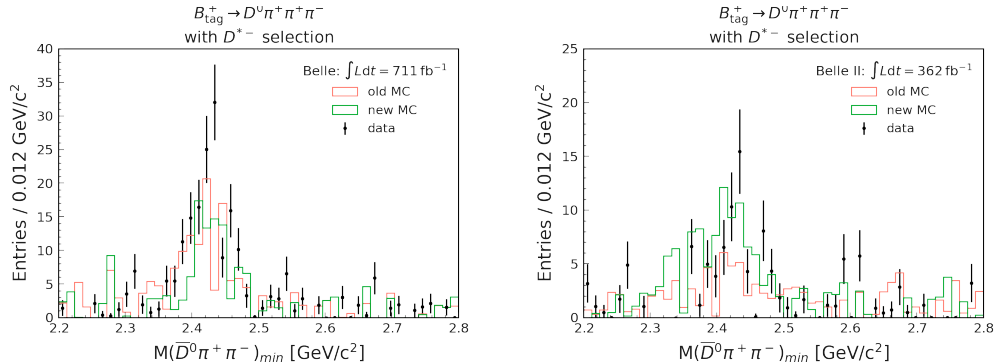 B⁺tag → D⁰π⁺π⁺π⁻
with D*⁻ selection
Entries / 0.012 GeV/c²
40
35
30
25
20
15
10
5
0
Belle: ∫Ldt = 711 fb⁻¹
old MC
new MC
data
2.2 2.3 2.4 2.5 2.6 2.7 2.8
M(D̅⁰π⁺π⁻)min [GeV/c²]
B⁺tag → D⁰π⁺π⁺π⁻
with D*⁻ selection
Entries / 0.012 GeV/c²
25
20
15
10
5
0
Belle II: ∫Ldt = 362 fb⁻¹
old MC
new MC
data
2.2 2.3 2.4 2.5 2.6 2.7 2.8
M(D̅⁰π⁺π⁻)min [GeV/c²]